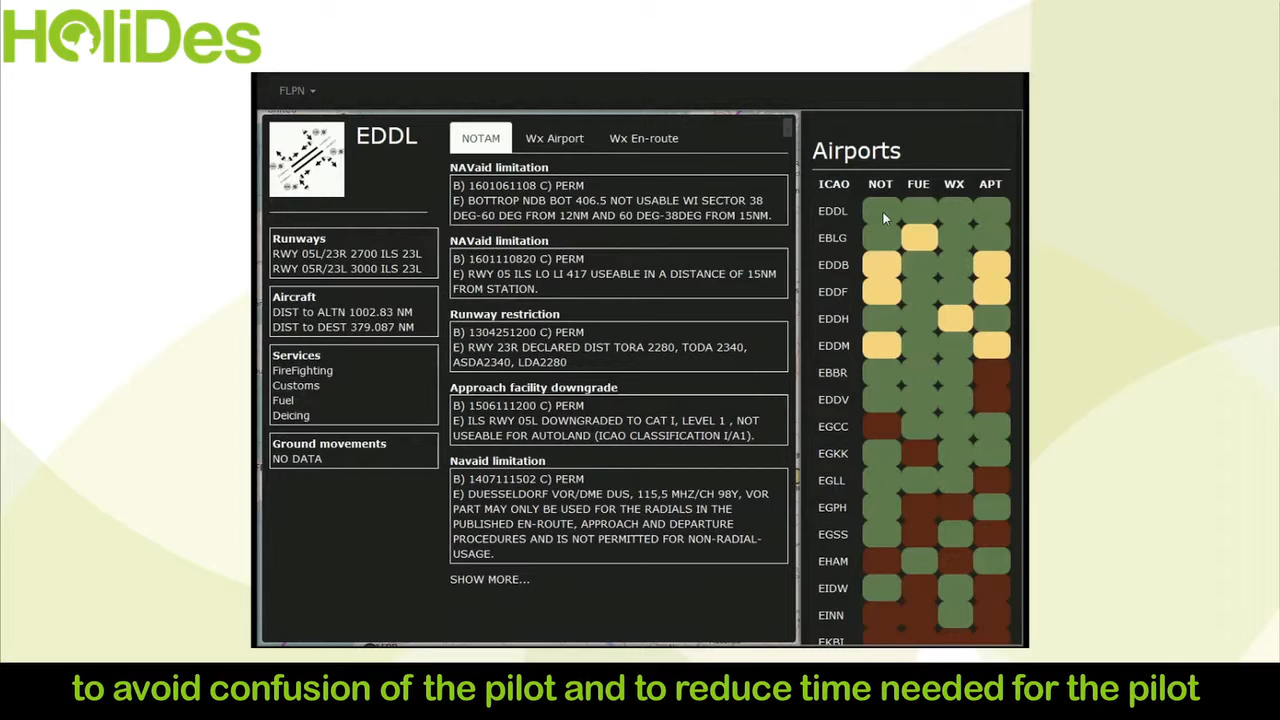 HoliDes
FLPN
EDDL
Runways
RWY 05L/23R 2700 ILS 23L
RWY 05R/23L 3000 ILS 23L
Aircraft
DIST to ALTN 1002.83 NM
DIST to DEST 379.087 NM
Services
FireFighting
Customs
Fuel
Deicing
Ground movements
NO DATA
NOTAM Wx Airport Wx En-route
NAVaid limitation
B) 1601061108 C) PERM
E) BOTTROP NDB BOT 406.5 NOT USABLE WI SECTOR 38
DEG-60 DEG FROM 12NM AND 60 DEG-38DEG FROM 15NM.
NAVaid limitation
B) 1601110820 C) PERM
E) RWY 05 ILS LO LI 417 USEABLE IN A DISTANCE OF 15NM
FROM STATION.
Runway restriction
B) 1304251200 C) PERM
E) RWY 23R DECLARED DIST TORA 2280, TODA 2340,
ASDA2340, LDA2280
Approach facility downgrade
B) 1506111200 C) PERM
E) ILS RWY 05L DOWNGRADED TO CAT I, LEVEL 1 , NOT
USEABLE FOR AUTOLAND (ICAO CLASSIFICATION I/A1).
Navaid limitation
B) 1407111502 C) PERM
E) DUESSELDORF VOR/DME DUS, 115,5 MHZ/CH 98Y, VOR
PART MAY ONLY BE USED FOR THE RADIALS IN THE
PUBLISHED EN-ROUTE, APPROACH AND DEPARTURE
PROCEDURES AND IS NOT PERMITTED FOR NON-RADIAL-
USAGE.
SHOW MORE...
Airports
ICAO NOT FUE WX APT
EDDL
EBLG
EDDB
EDDF
EDDH
EDDM
EBBR
EDDV
EGCC
EGKK
EGLL
EGPH
EGSS
EHAM
EIDW
EINN
EKBI
to avoid confusion of the pilot and to reduce time needed for the pilot